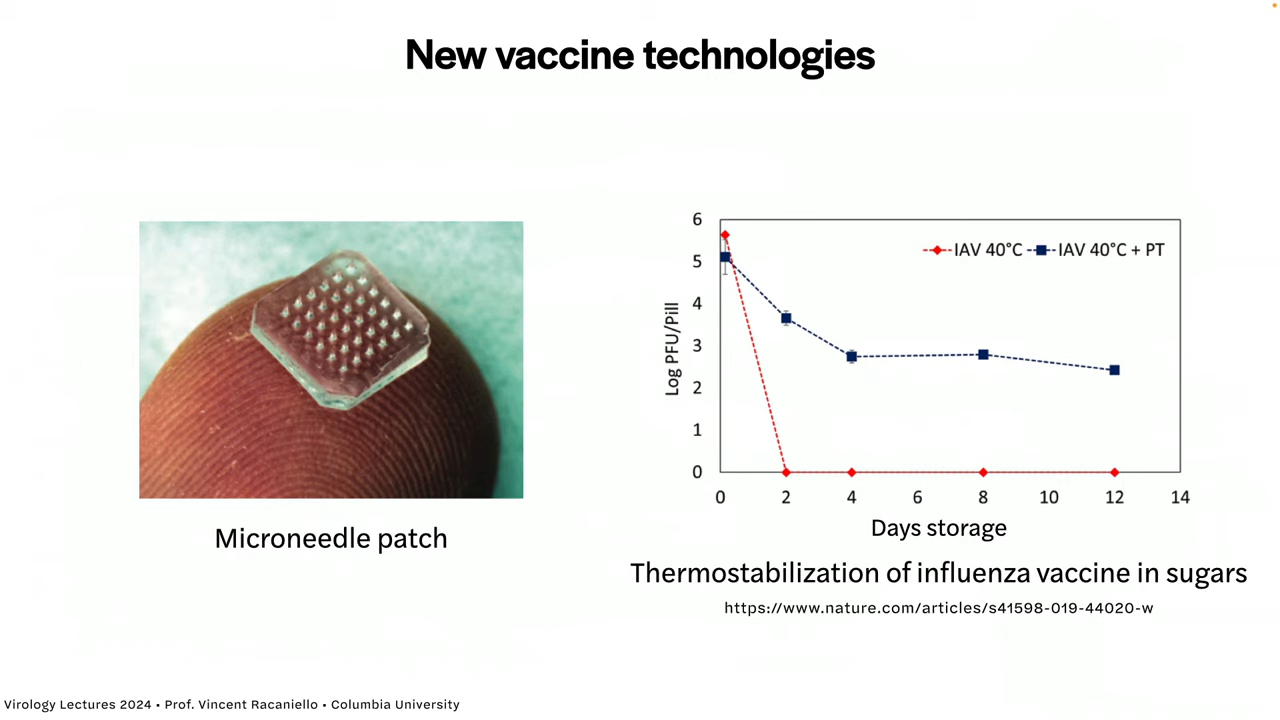 New vaccine technologies
Microneedle patch
6
5
4
3
2
1
0
Log PFU/Pill
IAV 40°C
IAV 40°C + PT
0 2 4 6 8 10 12 14
Days storage
Thermostabilization of influenza vaccine in sugars
https://www.nature.com/articles/s41598-019-44020-w
Virology Lectures 2024 • Prof. Vincent Racaniello • Columbia University